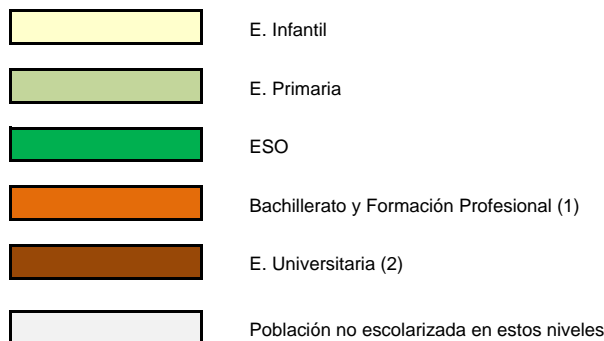 E. Infantil
E. Primaria
ESO
Bachillerato y Formación Profesional (1)
E. Universitaria (2)
Población no escolarizada en estos niveles